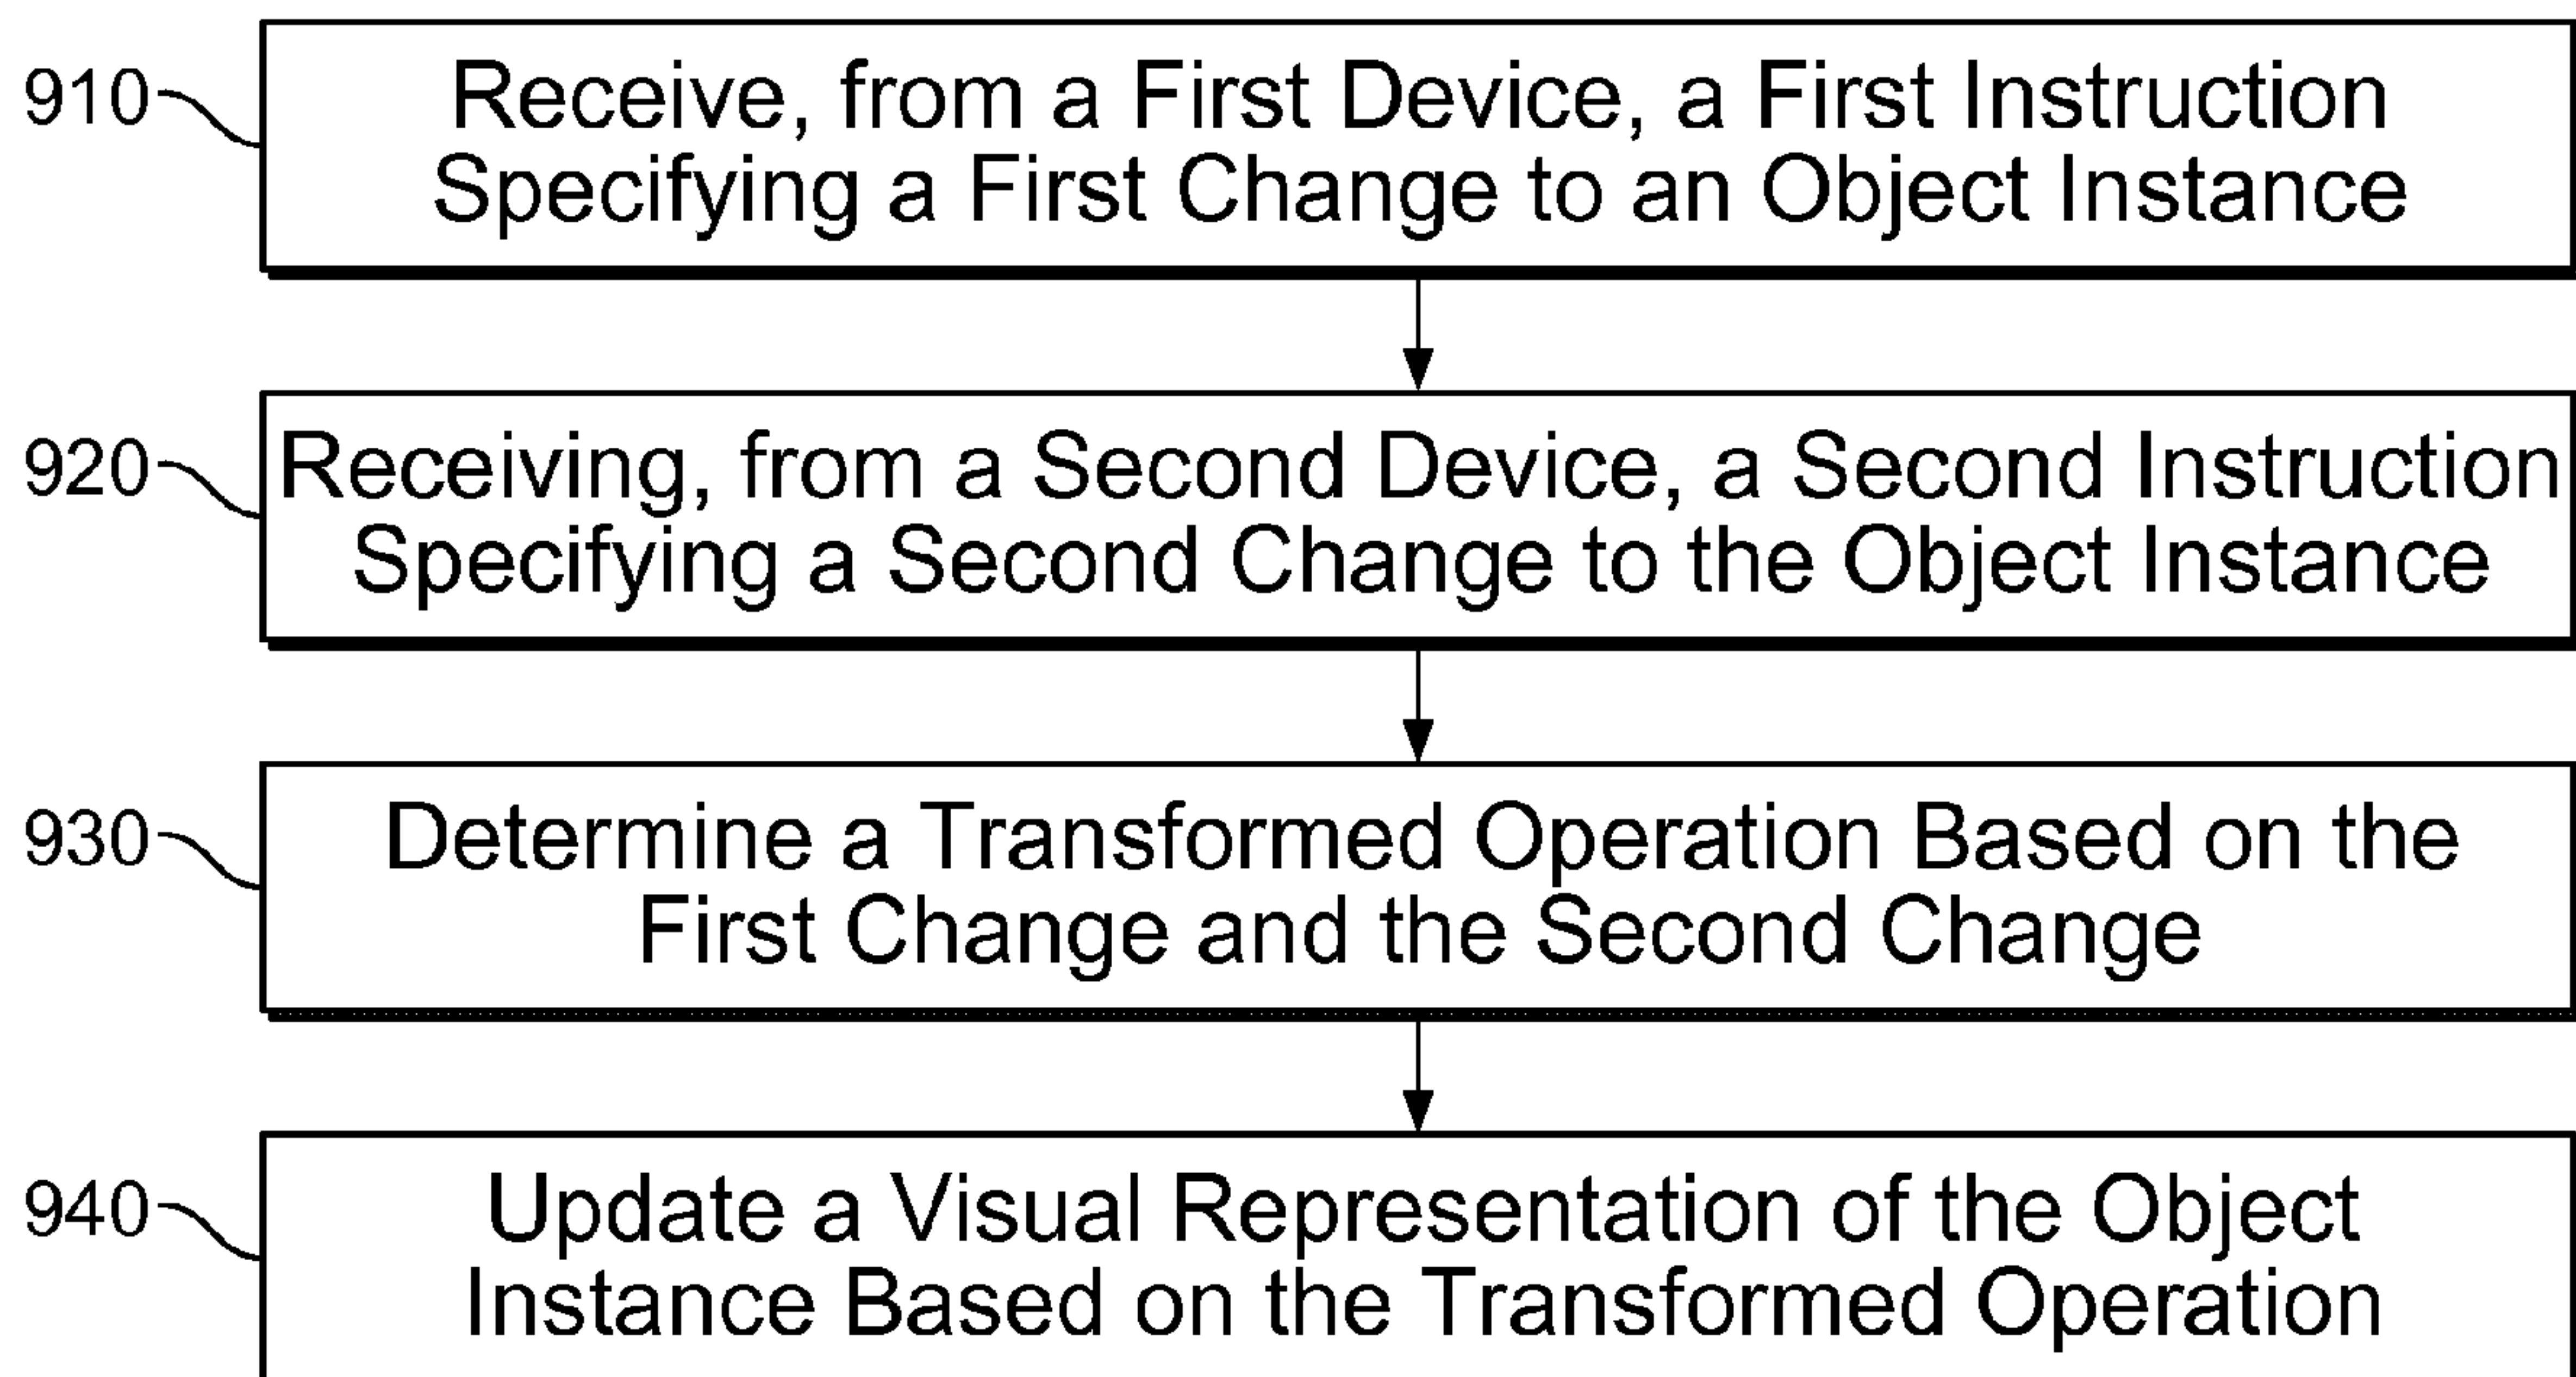 910
Receive, from a First Device, a First Instruction
Specifying a First Change to an Object Instance
920
Receiving, from a Second Device, a Second Instruction
Specifying a Second Change to the Object Instance
930
Determine a Transformed Operation Based on the
First Change and the Second Change
940
Update a Visual Representation of the Object
Instance Based on the Transformed Operation